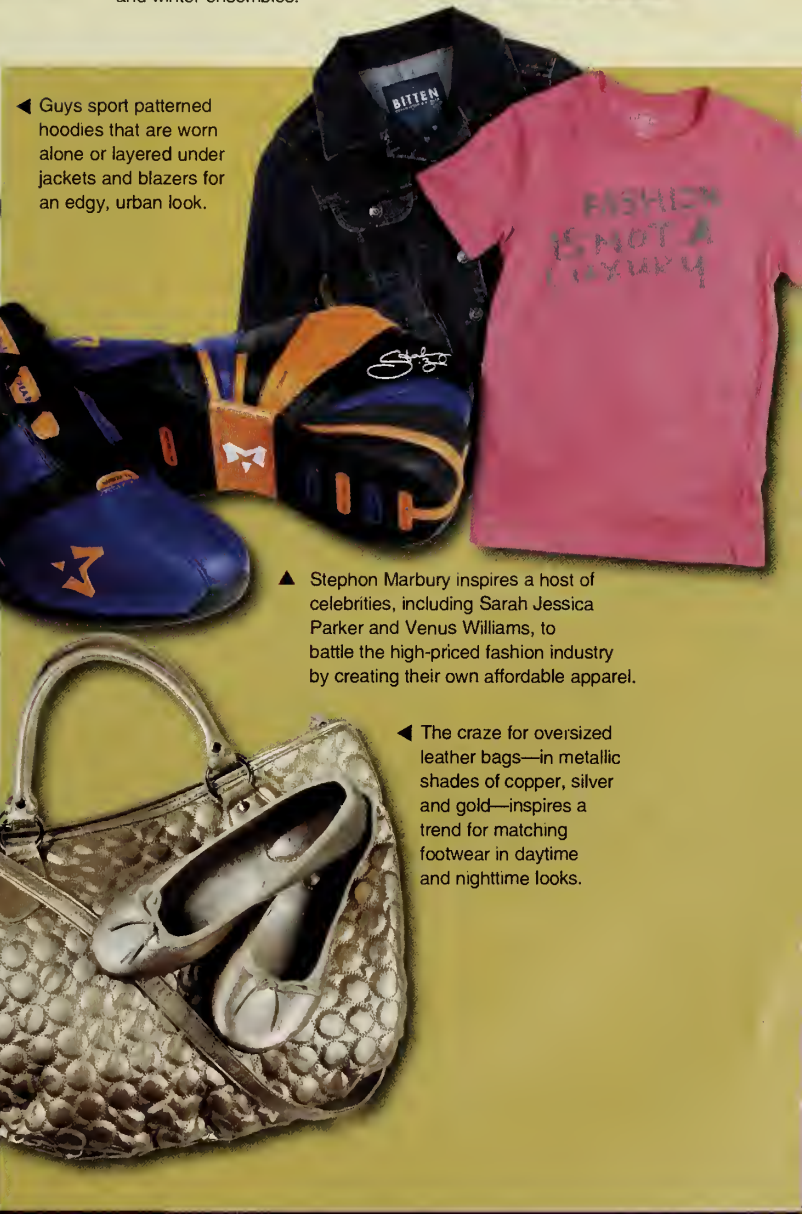 and winter ensembles.
◀ Guys sport patterned
hoodies that are worn
alone or layered under
jackets and blazers for
an edgy, urban look.
BITTEN
FASHION
IS NOT A
LUXURY
▲ Stephon Marbury inspires a host of
celebrities, including Sarah Jessica
Parker and Venus Williams, to
battle the high-priced fashion industry
by creating their own affordable apparel.
◀ The craze for oversized
leather bags—in metallic
shades of copper, silver
and gold—inspires a
trend for matching
footwear in daytime
and nighttime looks.